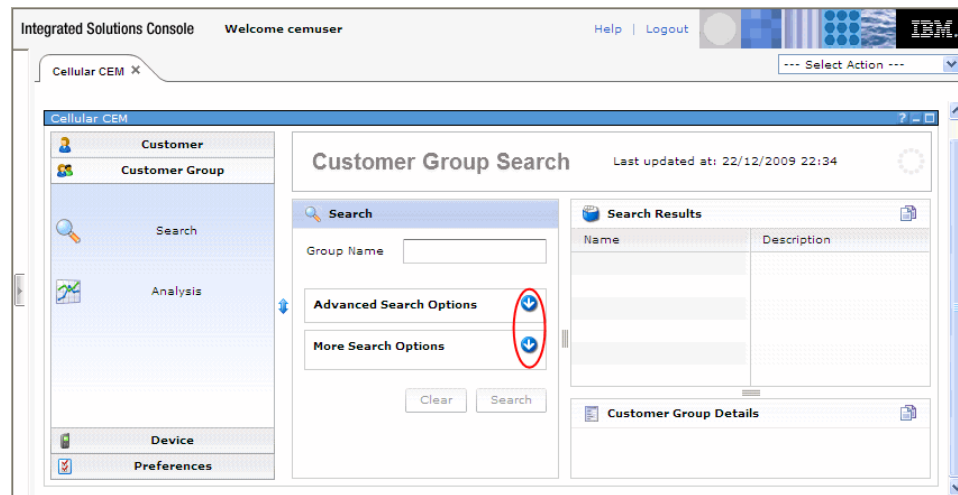 Integrated Solutions Console Welcome cemuser Help | Logout IBM.
Cellular CEM --- Select Action ---
Cellular CEM
Customer
Customer Group
Search
Analysis
Device
Preferences
Customer Group Search Last updated at: 22/12/2009 22:34
Search
Group Name
Advanced Search Options
More Search Options
Clear Search
Search Results
Name Description
Customer Group Details